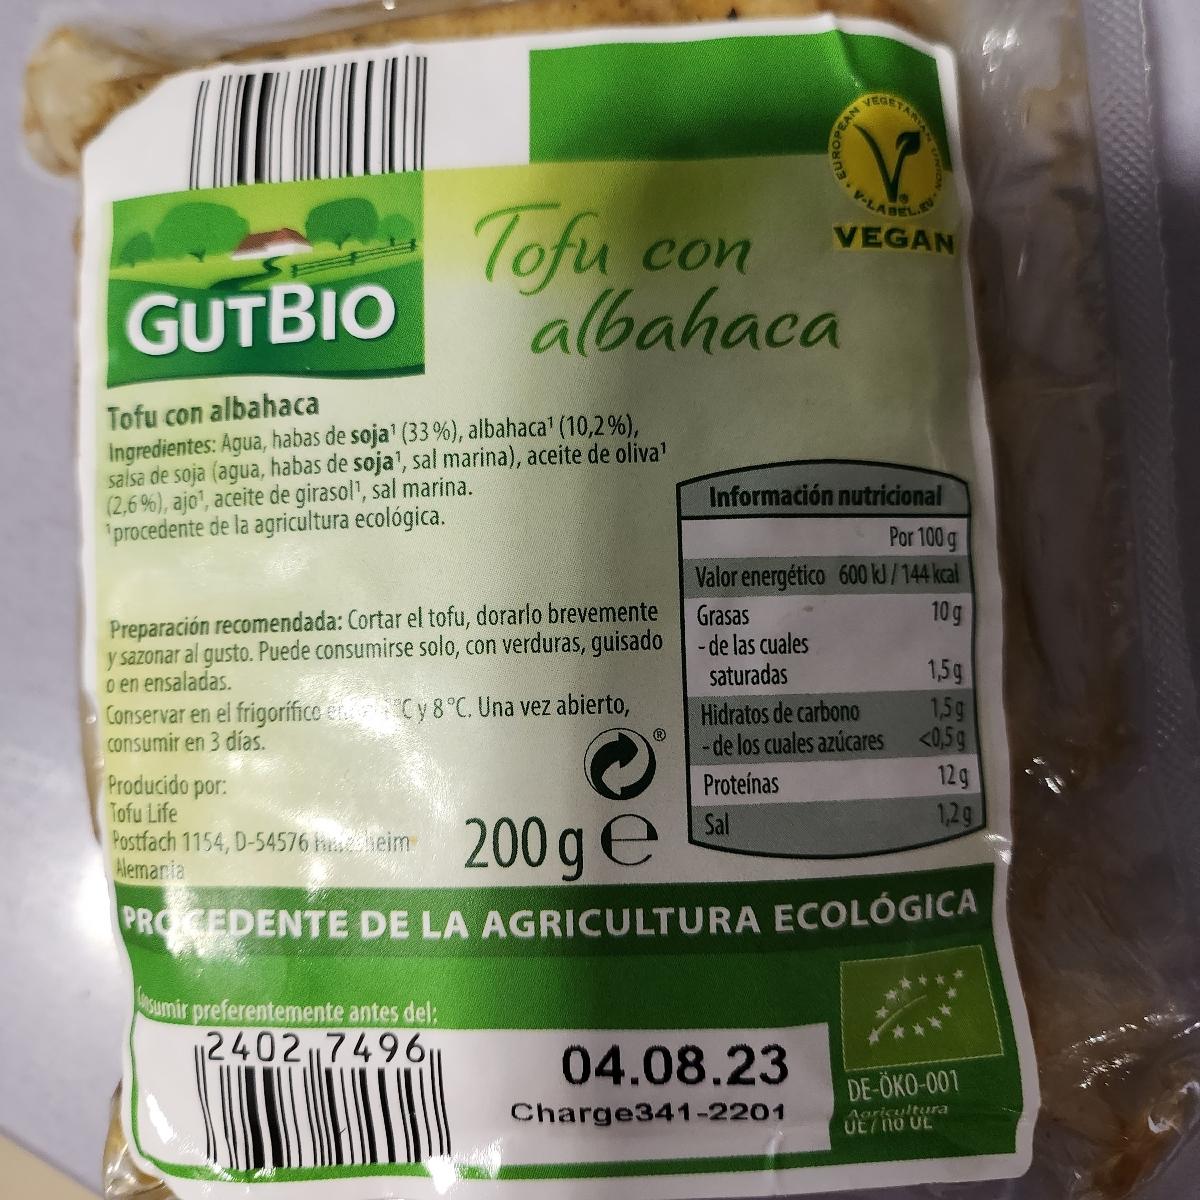 EUROPEAN VEGETARIAN UNION
V-LABEL.EU
VEGAN
GUTBIO
Tofu con
albahaca
Tofu con albahaca
Ingredientes: Agua, habas de soja¹ (33%), albahaca¹ (10,2%),
salsa de soja (agua, habas de soja¹, sal marina), aceite de oliva¹
(2,6%), ajo¹, aceite de girasol¹, sal marina.
¹procedente de la agricultura ecológica.
Preparación recomendada: Cortar el tofu, dorarlo brevemente
y sazonar al gusto. Puede consumirse solo, con verduras, guisado
o en ensaladas.
Conservar en el frigorífico °C y 8 °C. Una vez abierto,
consumir en 3 días.
Producido por:
Tofu Life
Postfach 1154, D-54576
Alemania
®
200 g e
Información nutricional
Por 100 g
Valor energético 600 kJ / 144 kcal
Grasas 10 g
- de las cuales
saturadas 1,5 g
Hidratos de carbono 1,5 g
- de los cuales azúcares <0,5 g
Proteínas 12 g
Sal 1,2 g
PROCEDENTE DE LA AGRICULTURA ECOLÓGICA
Consumir preferentemente antes del:
2402 7496
04.08.23
Charge341-2201
DE-ÖKO-001
Agricultura
UE / no UE